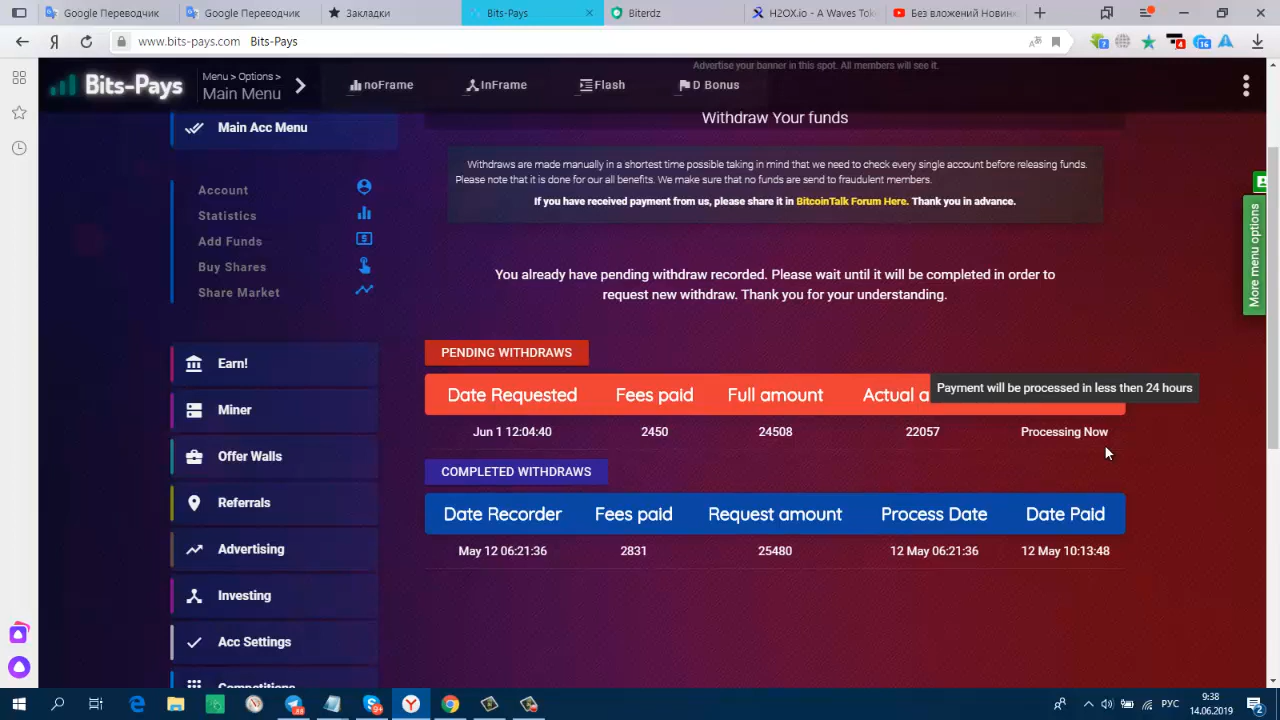 Google Переводчик
Google Переводчик
Закладки
Bits-Pays
Biterdz
H2OX.io - A Waves Tok
Без вложений Новинк
www.bits-pays.com Bits-Pays
Advertise your banner in this spot. All members will see it.
Bits-Pays
Menu > Options >
Main Menu
noFrame
InFrame
Flash
D Bonus
Withdraw Your funds
Main Acc Menu
Withdraws are made manually in a shortest time possible taking in mind that we need to check every single account before releasing funds.
Please note that it is done for our all benefits. We make sure that no funds are send to fraudulent members.
If you have received payment from us, please share it in BitcoinTalk Forum Here. Thank you in advance.
Account
Statistics
Add Funds
Buy Shares
Share Market
More menu options
You already have pending withdraw recorded. Please wait until it will be completed in order to
request new withdraw. Thank you for your understanding.
PENDING WITHDRAWS
Date Requested Fees paid Full amount Actual a
Payment will be processed in less then 24 hours
Jun 1 12:04:40 2450 24508 22057 Processing Now
COMPLETED WITHDRAWS
Date Recorder Fees paid Request amount Process Date Date Paid
May 12 06:21:36 2831 25480 12 May 06:21:36 12 May 10:13:48
Earn!
Miner
Offer Walls
Referrals
Advertising
Investing
Acc Settings
Competitions
РУС
9:38
14.06.2019